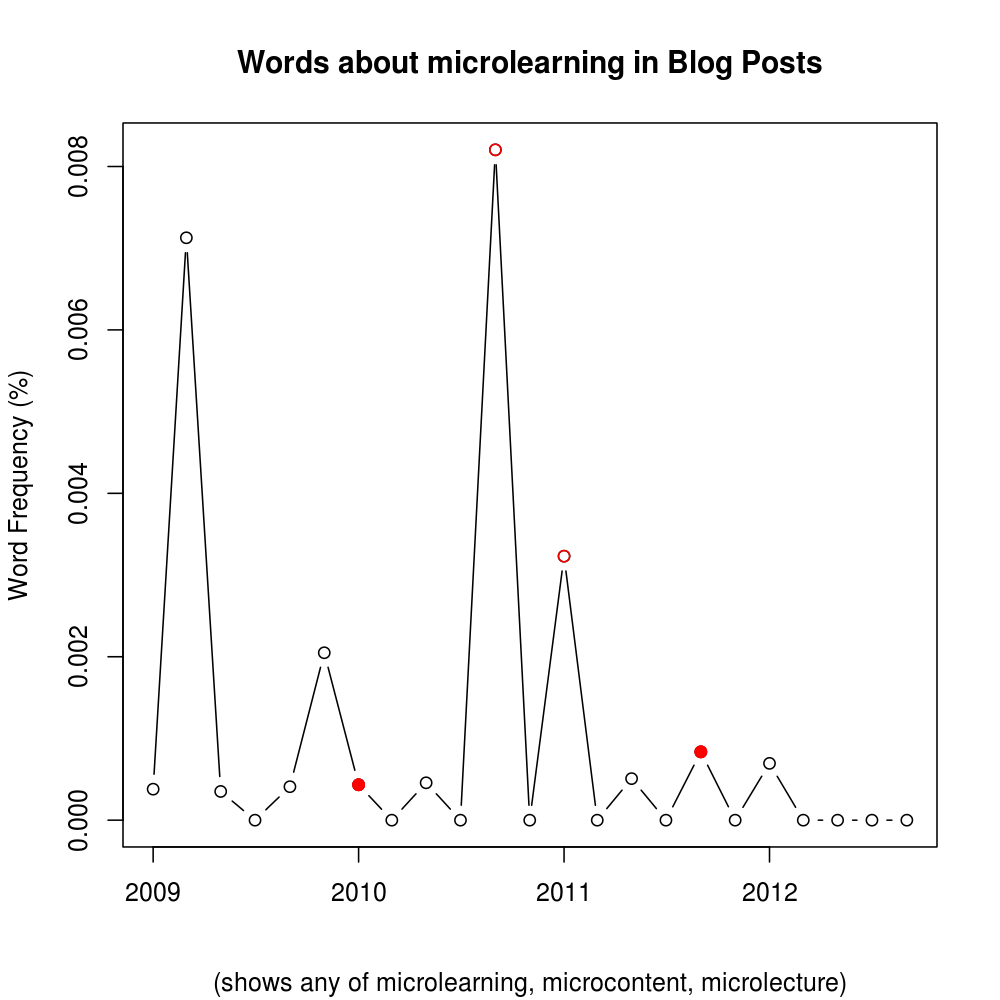 Words about microlearning in Blog Posts
Word Frequency (%)
0.008
0.006
0.004
0.002
0.000
2009 2010 2011 2012
(shows any of microlearning, microcontent, microlecture)